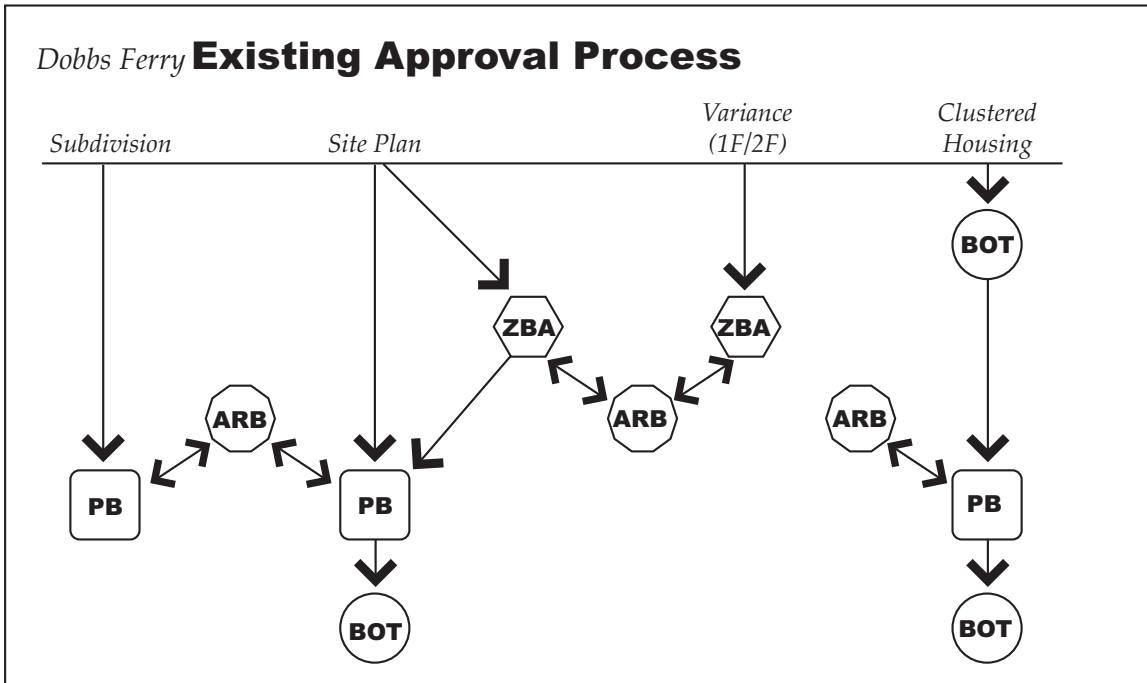 Dobbs Ferry Existing Approval Process
Subdivision
Site Plan
Variance
(1F/2F)
Clustered
Housing
BOT
ZBA
ZBA
ARB
ARB
ARB
PB
PB
PB
BOT
BOT